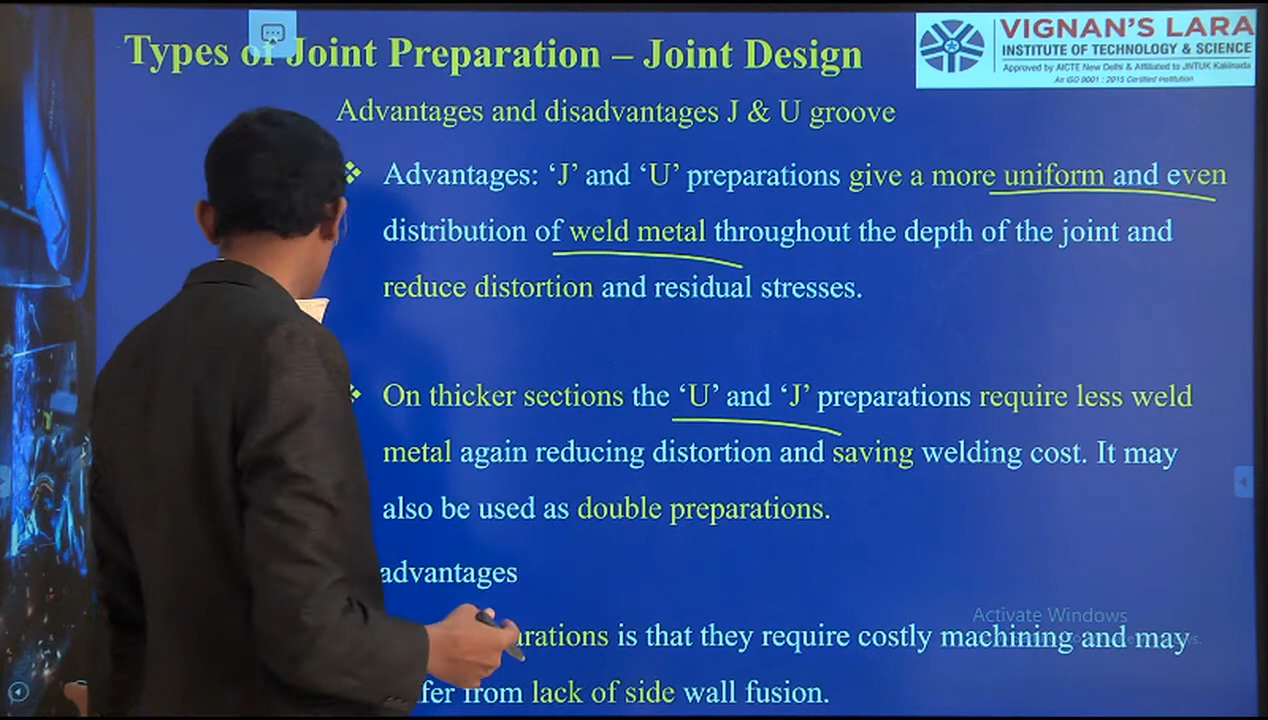 Types of Joint Preparation – Joint Design
VIGNAN'S LARA
INSTITUTE OF TECHNOLOGY & SCIENCE
Approved by AICTE New Delhi & Affiliated to JNTUK Kakinada
An ISO 9001 : 2015 Certified Institution
Advantages and disadvantages J & U groove
❖ Advantages: ‘J’ and ‘U’ preparations give a more uniform and even
distribution of weld metal throughout the depth of the joint and
reduce distortion and residual stresses.
On thicker sections the ‘U’ and ‘J’ preparations require less weld
metal again reducing distortion and saving welding cost. It may
also be used as double preparations.
advantages
Activate Windows
arations is that they require costly machining and may
fer from lack of side wall fusion.